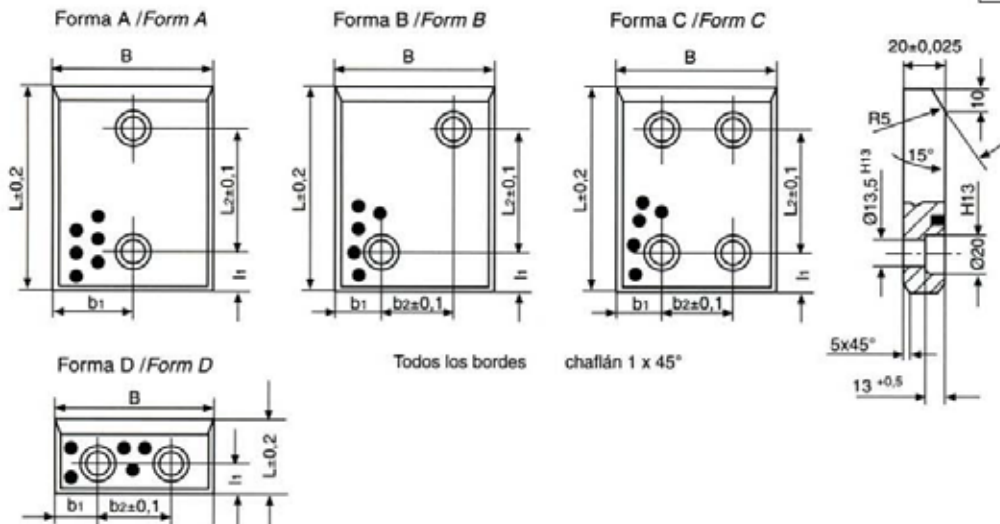 Forma A /Form A
B
L±0,2
L2±0,1
l1
b1
Forma B /Form B
B
L±0,2
L2±0,1
l1
b1
b2±0,1
Forma C /Form C
B
L±0,2
L2±0,1
l1
b1
b2±0,1
20±0,025
10
R5
15°
Ø13,5 H13
H13
Ø20
5x45°
13 +0,5
Todos los bordes chaflán 1 x 45°
Forma D /Form D
B
L±0,2
l1
b1
b2±0,1